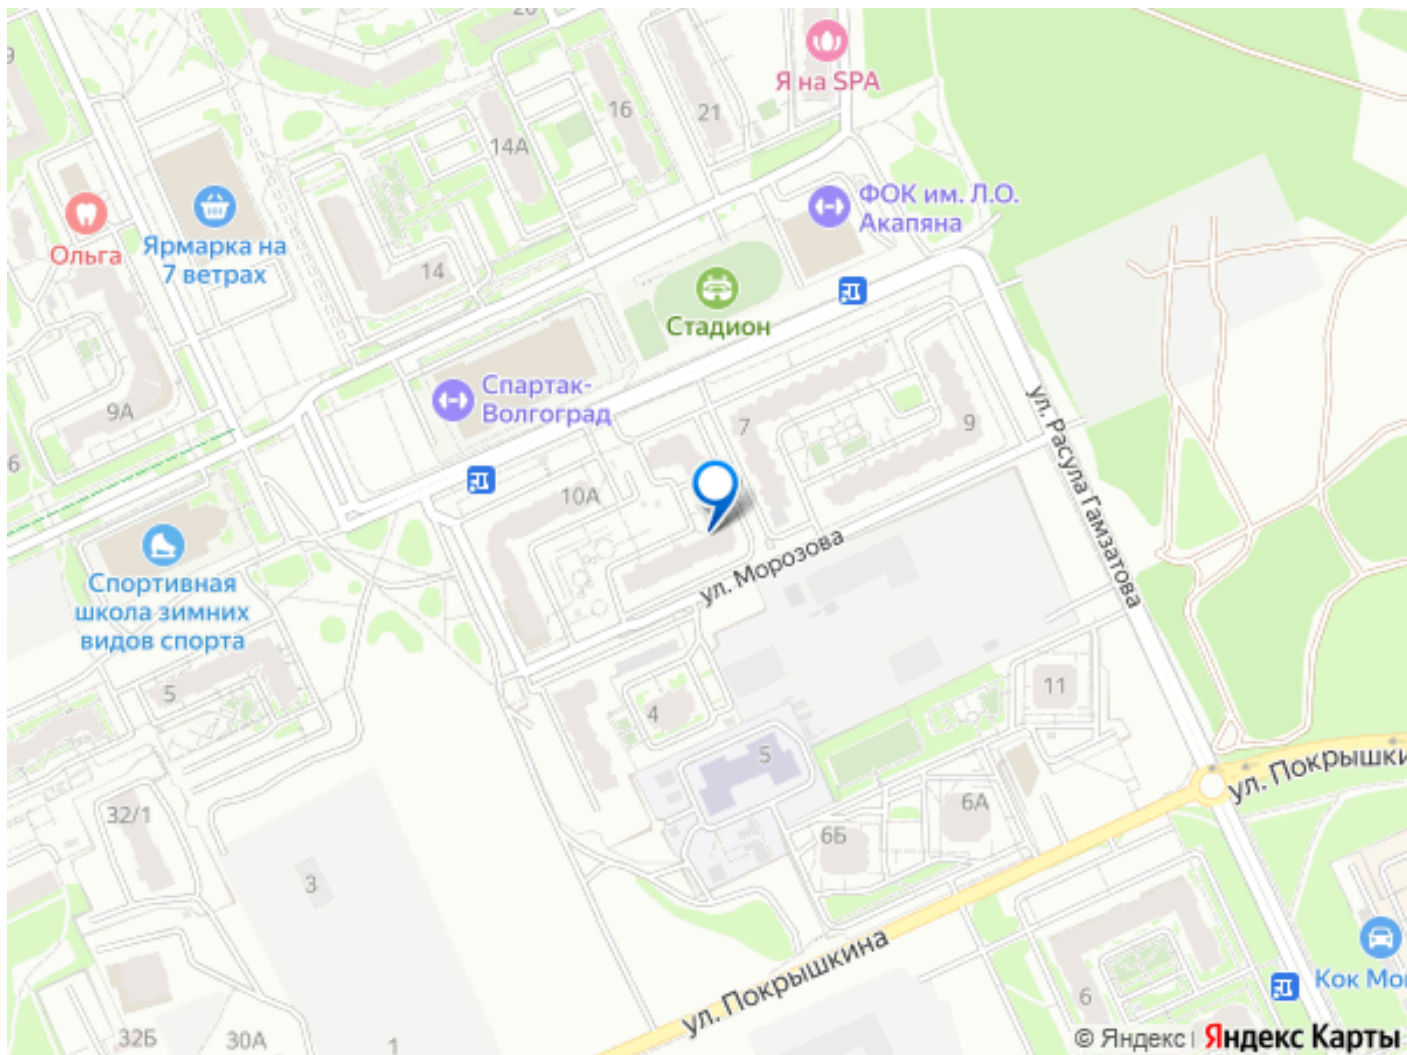 Я на SPA
16
21
14А
ФОК им. Л.О.
Акапяна
Ольга
Ярмарка на
7 ветрах
14
Стадион
Спартак-
Волгоград
9А
7
9
ул. Расула Гамзатова
10А
ул. Морозова
Спортивная
школа зимних
видов спорта
5
4
11
5
32/1
6А
6Б
ул. Покрышки
3
ул. Покрышкина
6
Кок Мо
32Б
30А
1
© Яндекс
Яндекс Карты